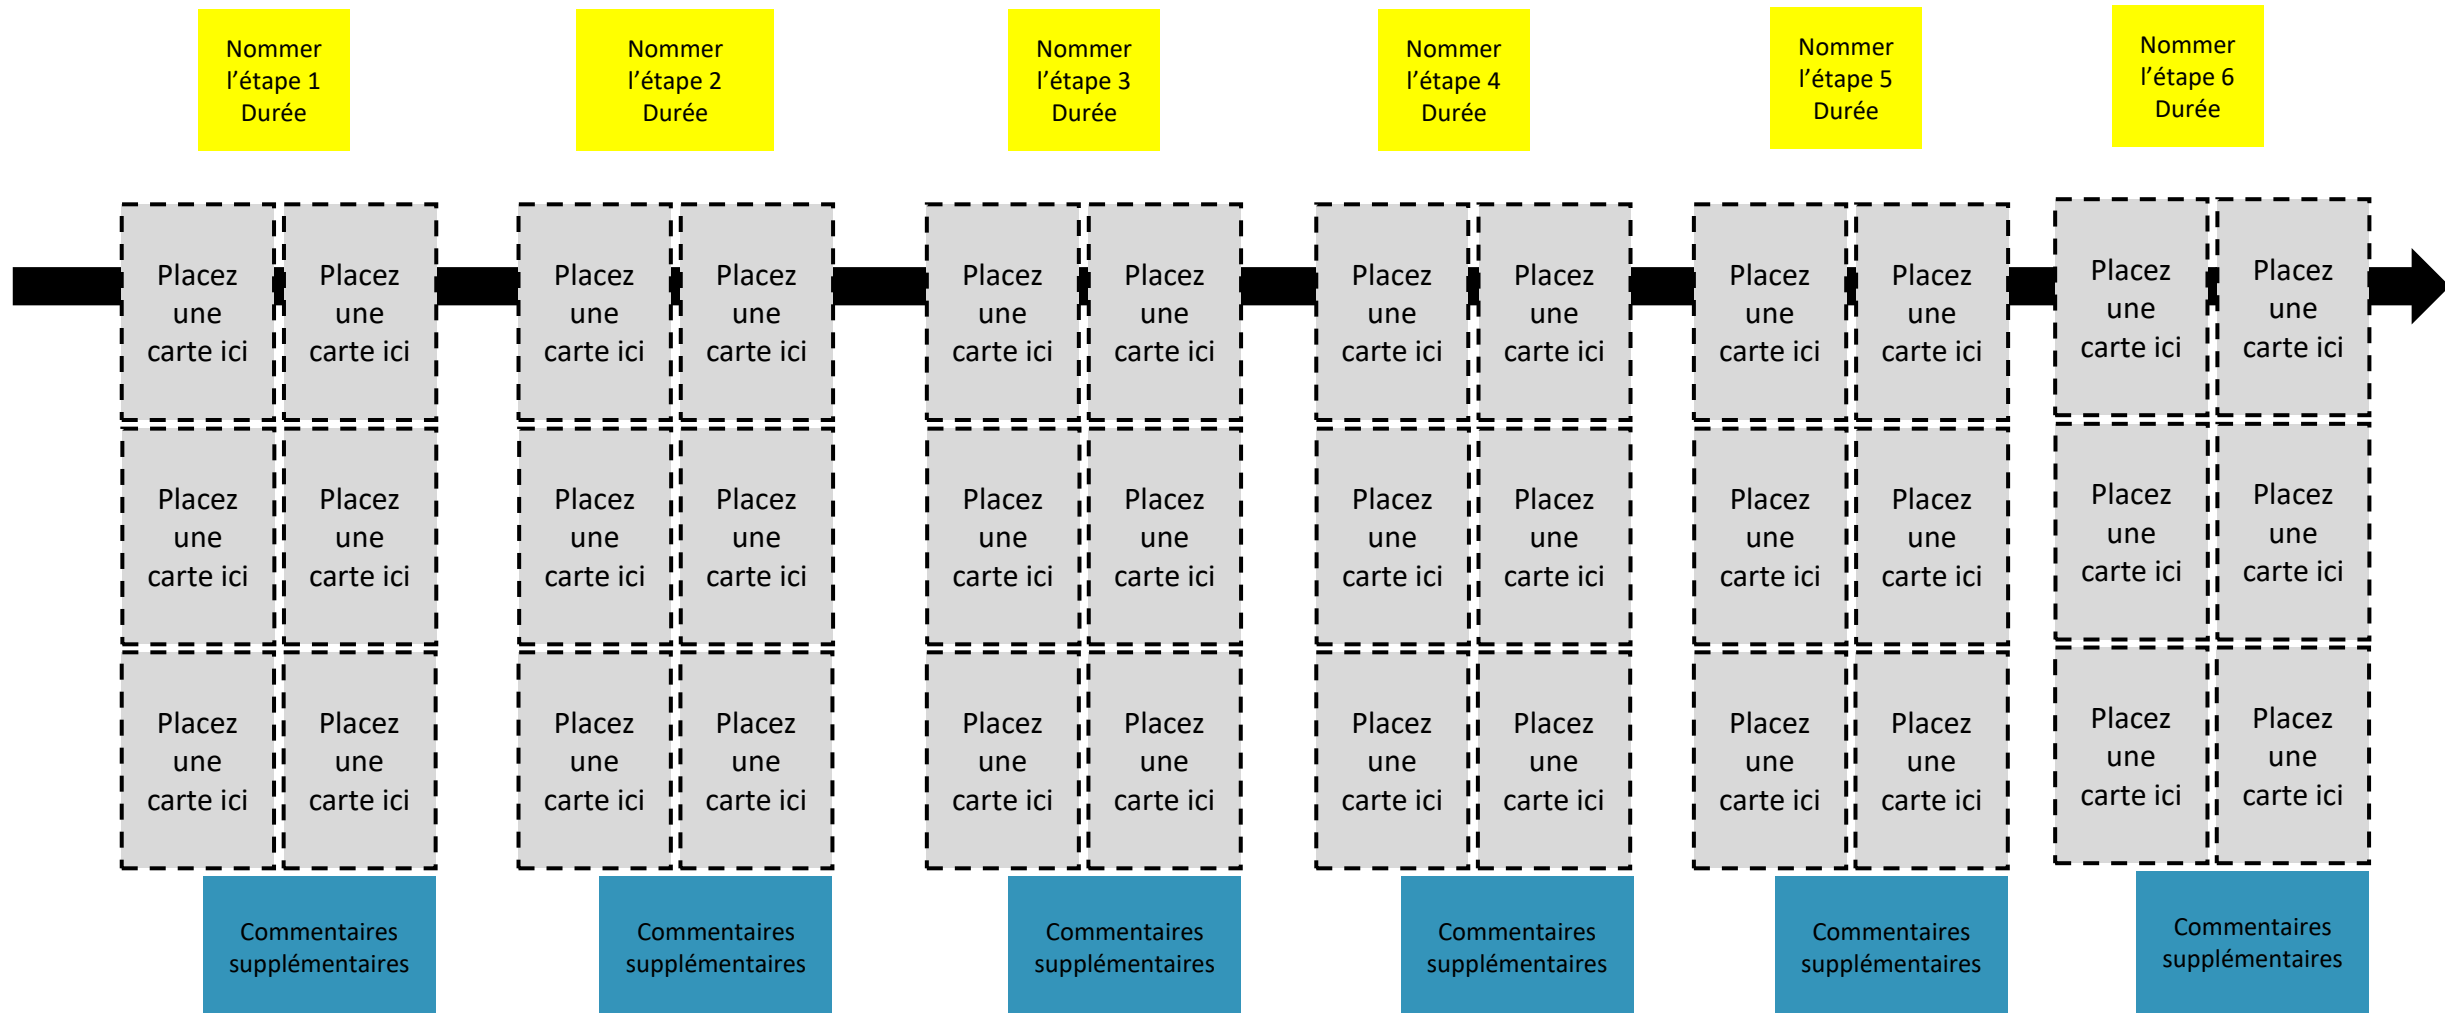 Nommer
l'étape 1
Durée
Nommer
l'étape 2
Durée
Nommer
l'étape 3
Durée
Nommer
l'étape 4
Durée
Nommer
l'étape 5
Durée
Nommer
l'étape 6
Durée
Placez
une
carte ici
Placez
une
carte ici
Placez
une
carte ici
Placez
une
carte ici
Placez
une
carte ici
Placez
une
carte ici
Placez
une
carte ici
Placez
une
carte ici
Placez
une
carte ici
Placez
une
carte ici
Placez
une
carte ici
Placez
une
carte ici
Placez
une
carte ici
Placez
une
carte ici
Placez
une
carte ici
Placez
une
carte ici
Placez
une
carte ici
Placez
une
carte ici
Placez
une
carte ici
Placez
une
carte ici
Placez
une
carte ici
Placez
une
carte ici
Placez
une
carte ici
Placez
une
carte ici
Placez
une
carte ici
Placez
une
carte ici
Placez
une
carte ici
Placez
une
carte ici
Placez
une
carte ici
Placez
une
carte ici
Placez
une
carte ici
Placez
une
carte ici
Placez
une
carte ici
Placez
une
carte ici
Placez
une
carte ici
Placez
une
carte ici
Commentaires
supplémentaires
Commentaires
supplémentaires
Commentaires
supplémentaires
Commentaires
supplémentaires
Commentaires
supplémentaires
Commentaires
supplémentaires